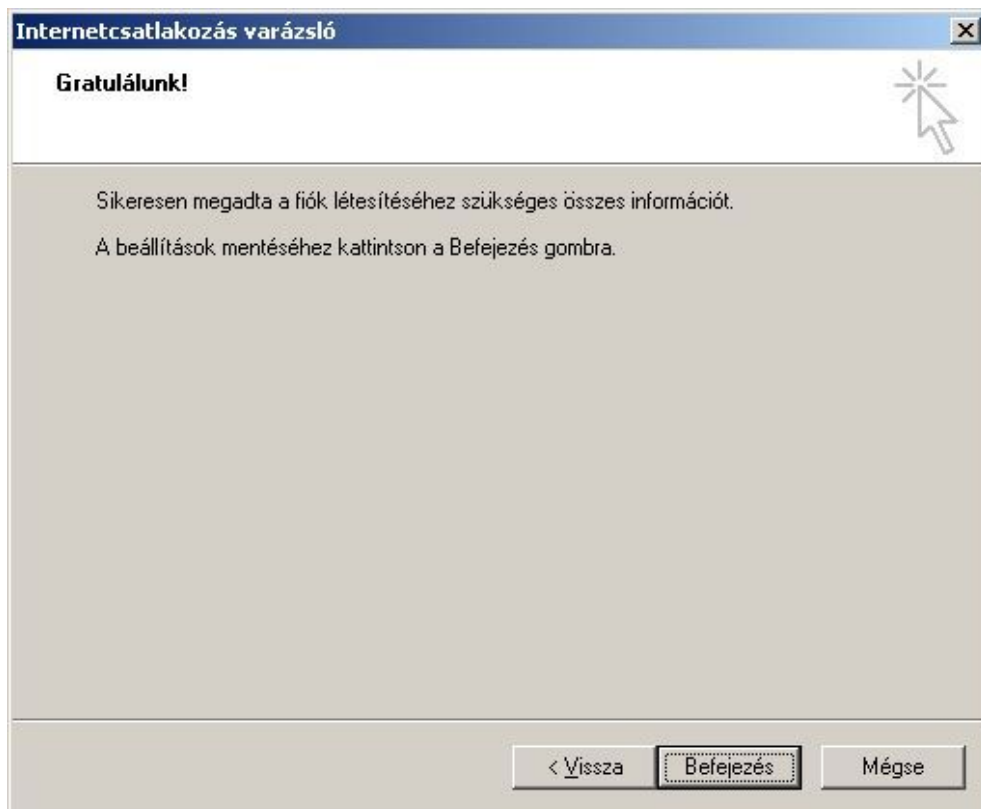 Internetcsatlakozás varázsló
Gratulálunk!
Sikeresen megadta a fiók létesítéséhez szükséges összes információt.
A beállítások mentéséhez kattintson a Befejezés gombra.
< Vissza
Befejezés
Mégse